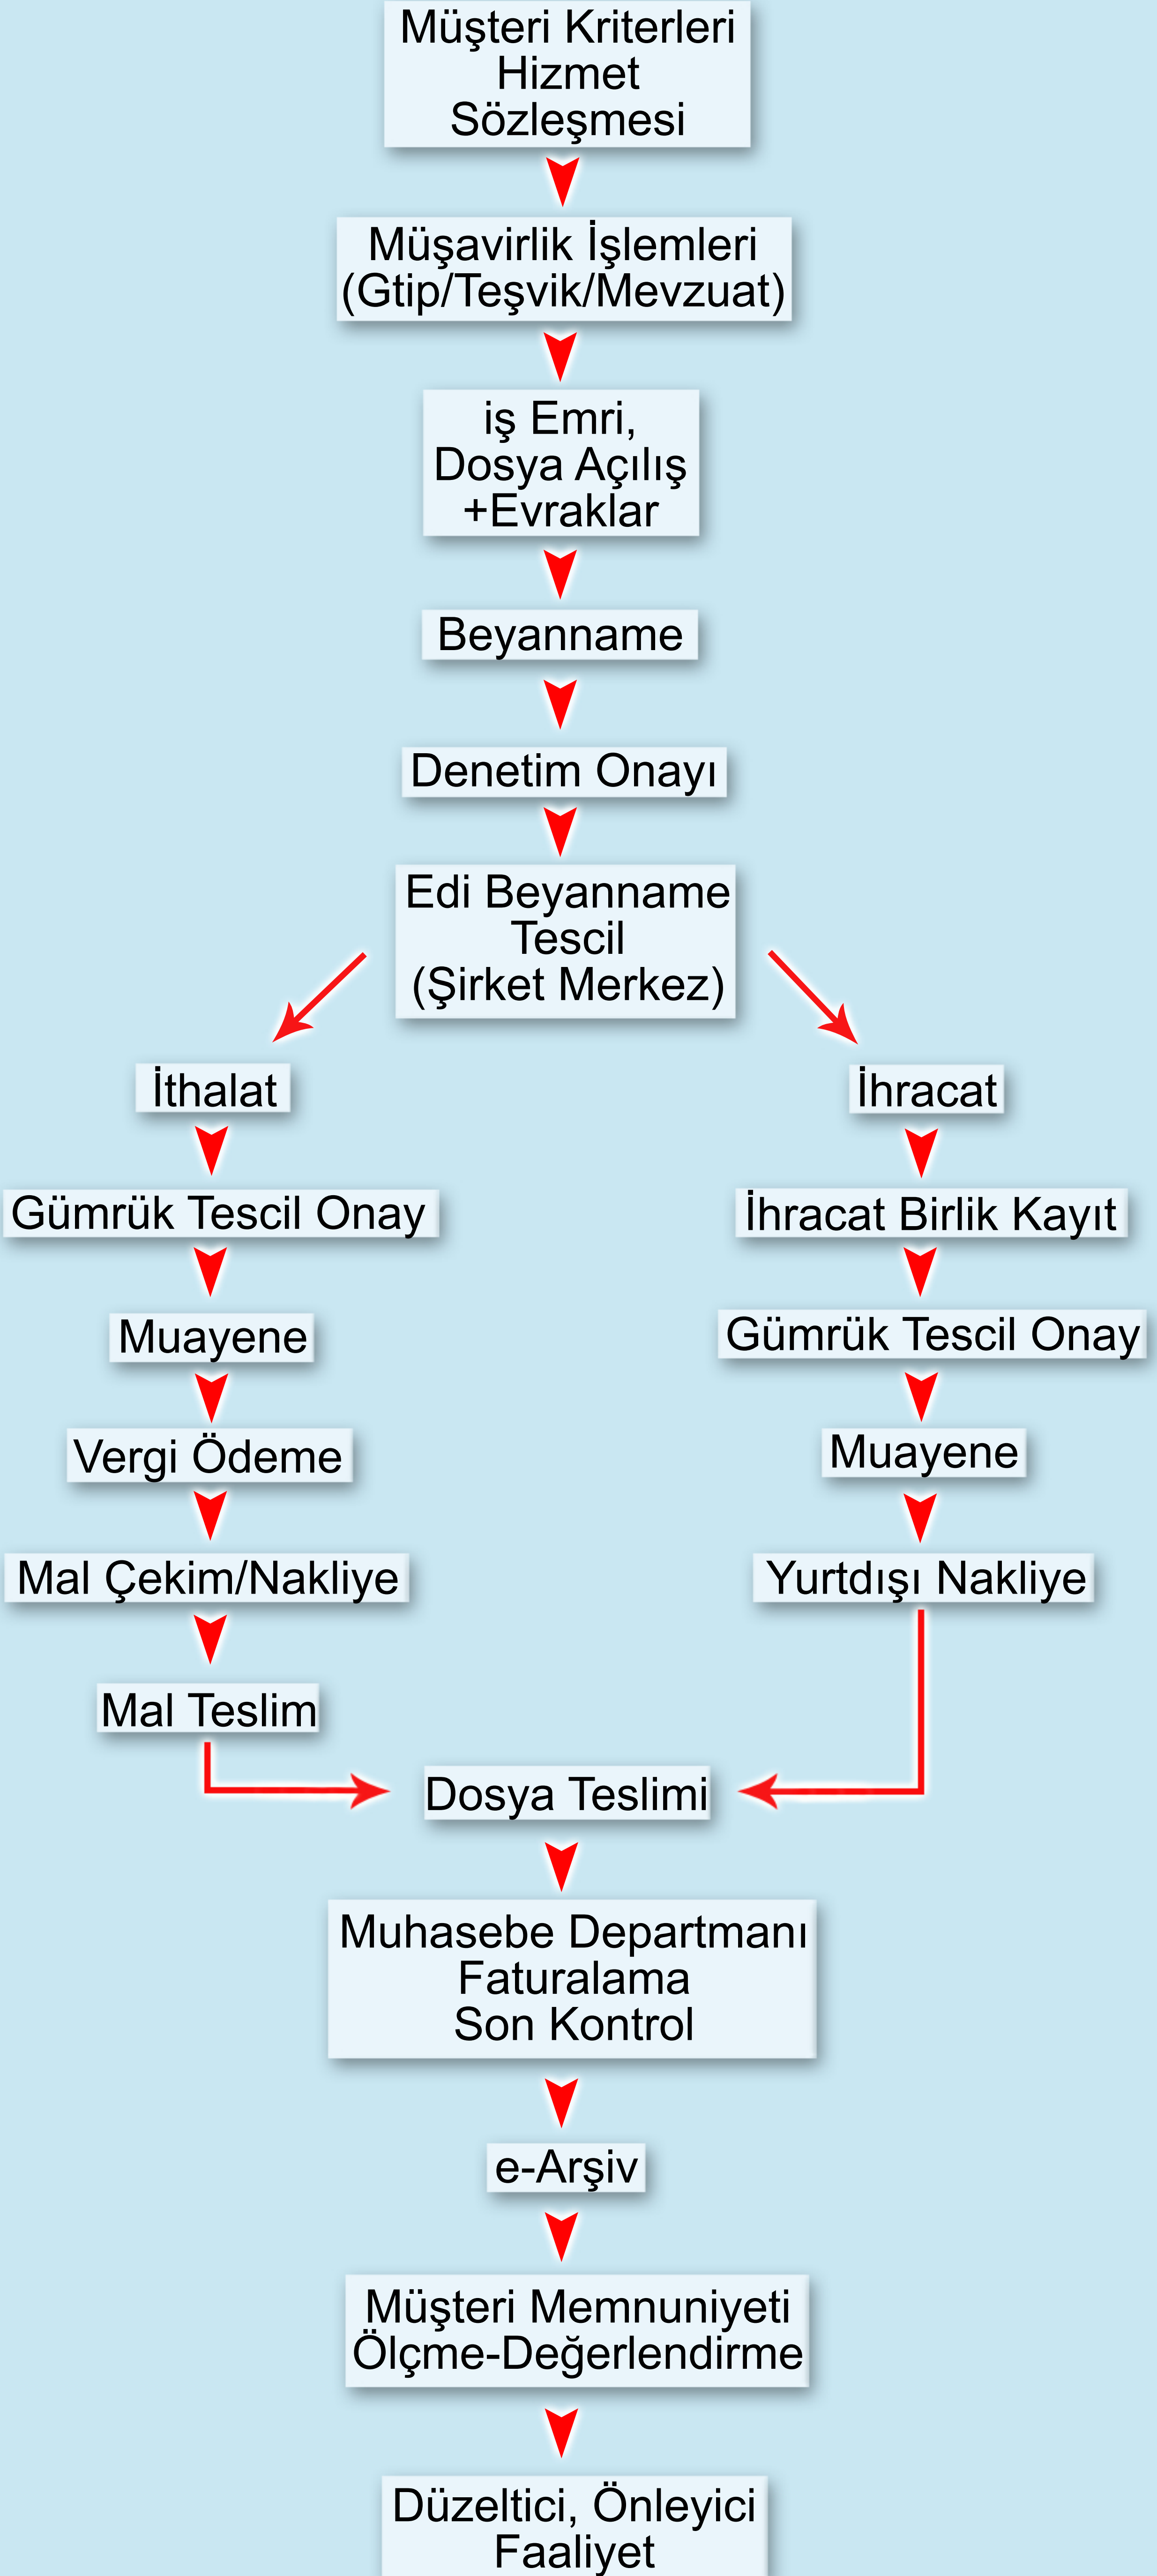 Müşteri Kriterleri
Hizmet
Sözleşmesi
Müşavirlik İşlemleri
(Gtip/Teşvik/Mevzuat)
iş Emri,
Dosya Açılış
+Evraklar
Beyanname
Denetim Onayı
Edi Beyanname
Tescil
(Şirket Merkez)
İthalat
Gümrük Tescil Onay
Muayene
Vergi Ödeme
Mal Çekim/Nakliye
Mal Teslim
İhracat
İhracat Birlik Kayıt
Gümrük Tescil Onay
Muayene
Yurtdışı Nakliye
Dosya Teslimi
Muhasebe Departmanı
Faturalama
Son Kontrol
e-Arşiv
Müşteri Memnuniyeti
Ölçme-Değerlendirme
Düzeltici, Önleyici
Faaliyet